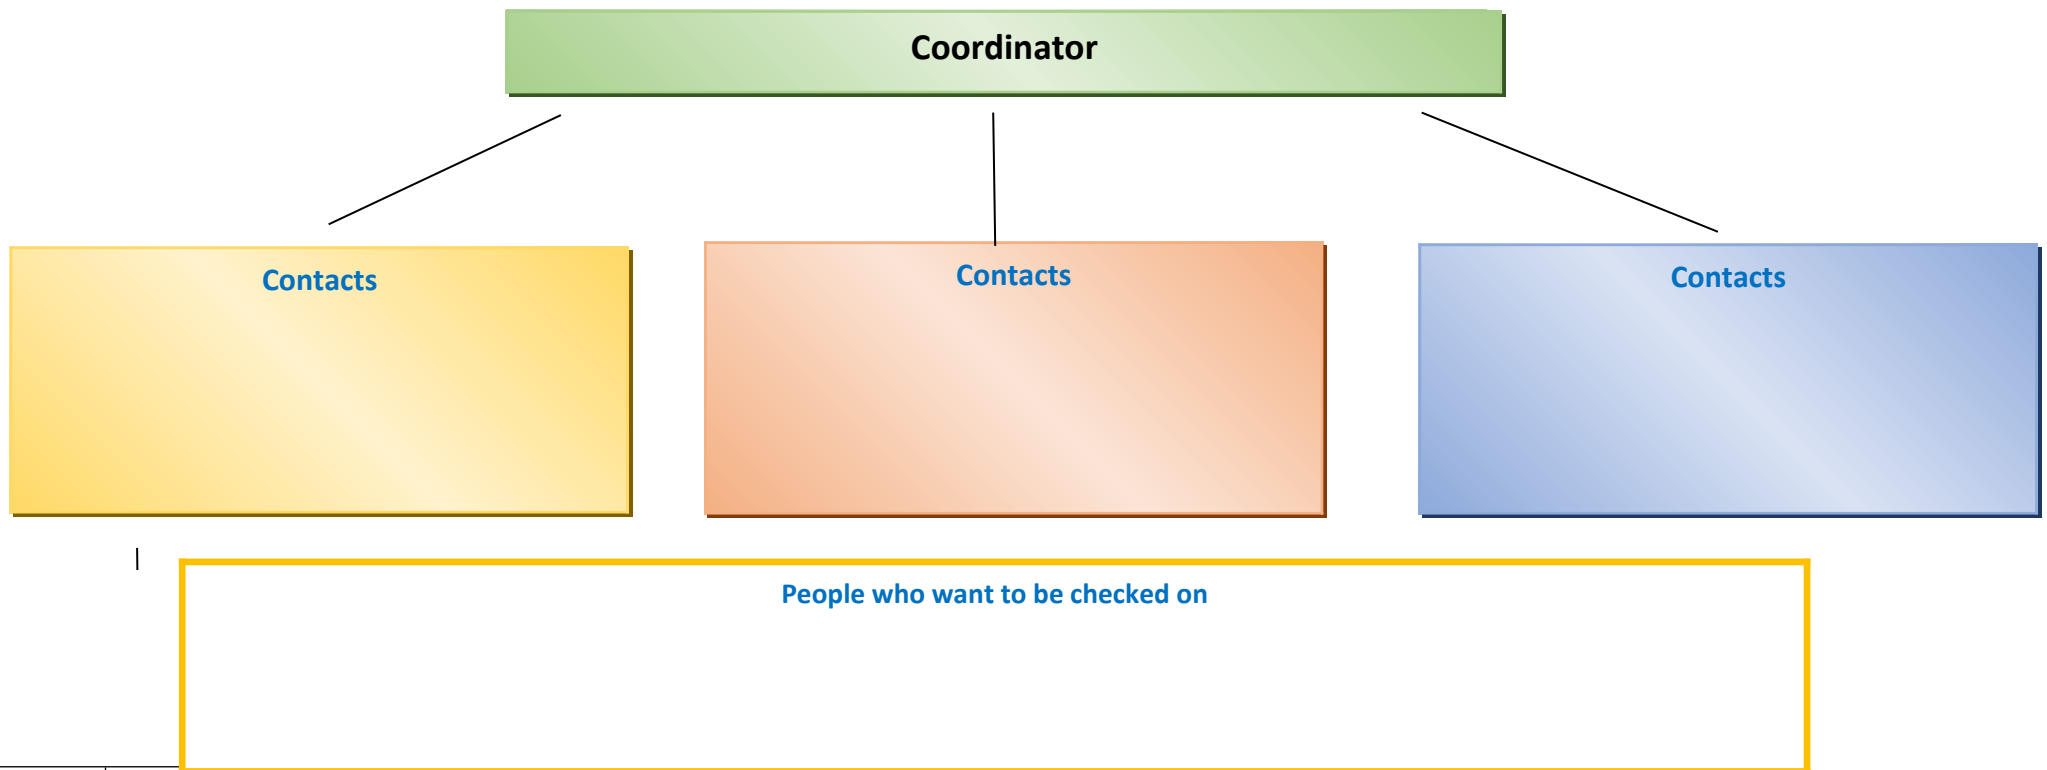 Coordinator
Contacts
Contacts
Contacts
People who want to be checked on